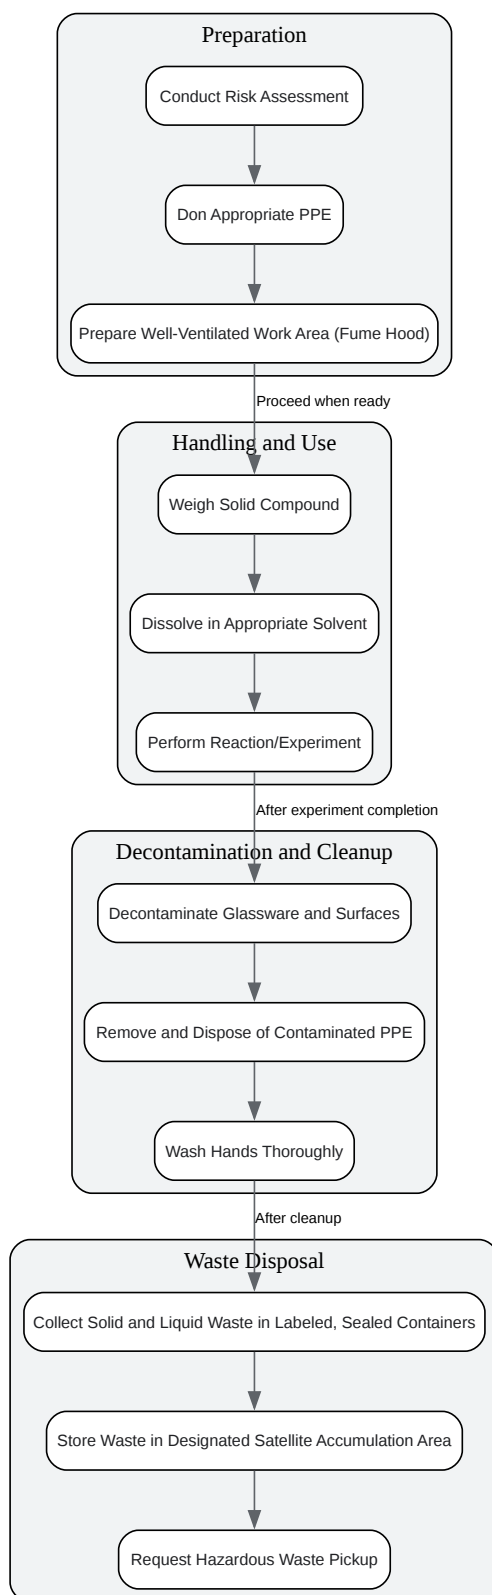 Preparation
Conduct Risk Assessment
Don Appropriate PPE
Prepare Well-Ventilated Work Area (Fume Hood)
Proceed when ready
Handling and Use
Weigh Solid Compound
Dissolve in Appropriate Solvent
Perform Reaction/Experiment
After experiment completion
Decontamination and Cleanup
Decontaminate Glassware and Surfaces
Remove and Dispose of Contaminated PPE
Wash Hands Thoroughly
After cleanup
Waste Disposal
Collect Solid and Liquid Waste in Labeled, Sealed Containers
Store Waste in Designated Satellite Accumulation Area
Request Hazardous Waste Pickup